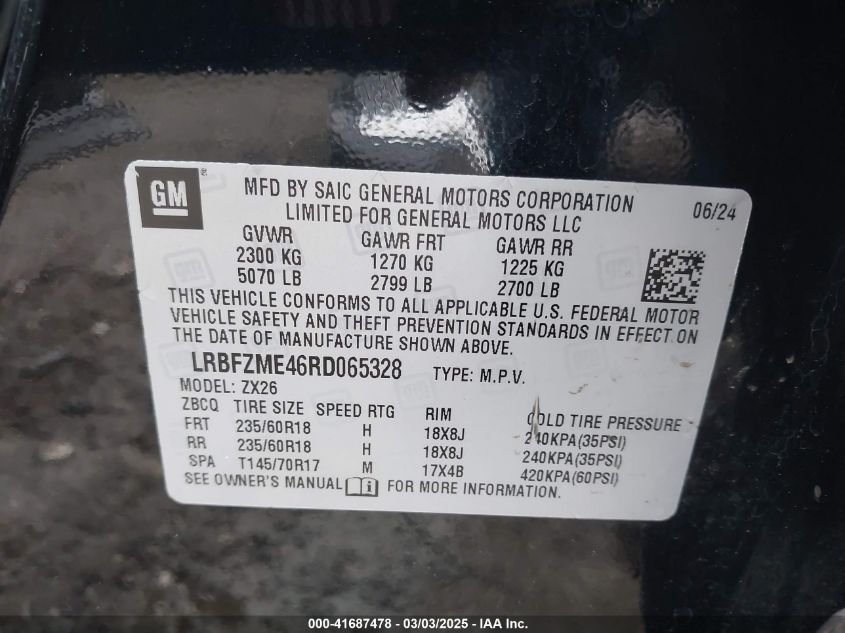 GM
MFD BY SAIC GENERAL MOTORS CORPORATION
LIMITED FOR GENERAL MOTORS LLC
06/24
GVWR GAWR FRT GAWR RR
2300 KG 1270 KG 1225 KG
5070 LB 2799 LB 2700 LB
THIS VEHICLE CONFORMS TO ALL APPLICABLE U.S. FEDERAL MOTOR
VEHICLE SAFETY AND THEFT PREVENTION STANDARDS IN EFFECT ON
THE DATE OF MANUFACTURE SHOWN ABOVE.
LRBFZME46RD065328 TYPE: M.P.V.
MODEL: ZX26
ZBCQ TIRE SIZE SPEED RTG RIM COLD TIRE PRESSURE
FRT 235/60R18 H 18X8J 240KPA(35PSI)
RR 235/60R18 H 18X8J 240KPA(35PSI)
SPA T145/70R17 M 17X4B 420KPA(60PSI)
SEE OWNER'S MANUAL i FOR MORE INFORMATION.
000-41687478 - 03/03/2025 - IAA Inc.